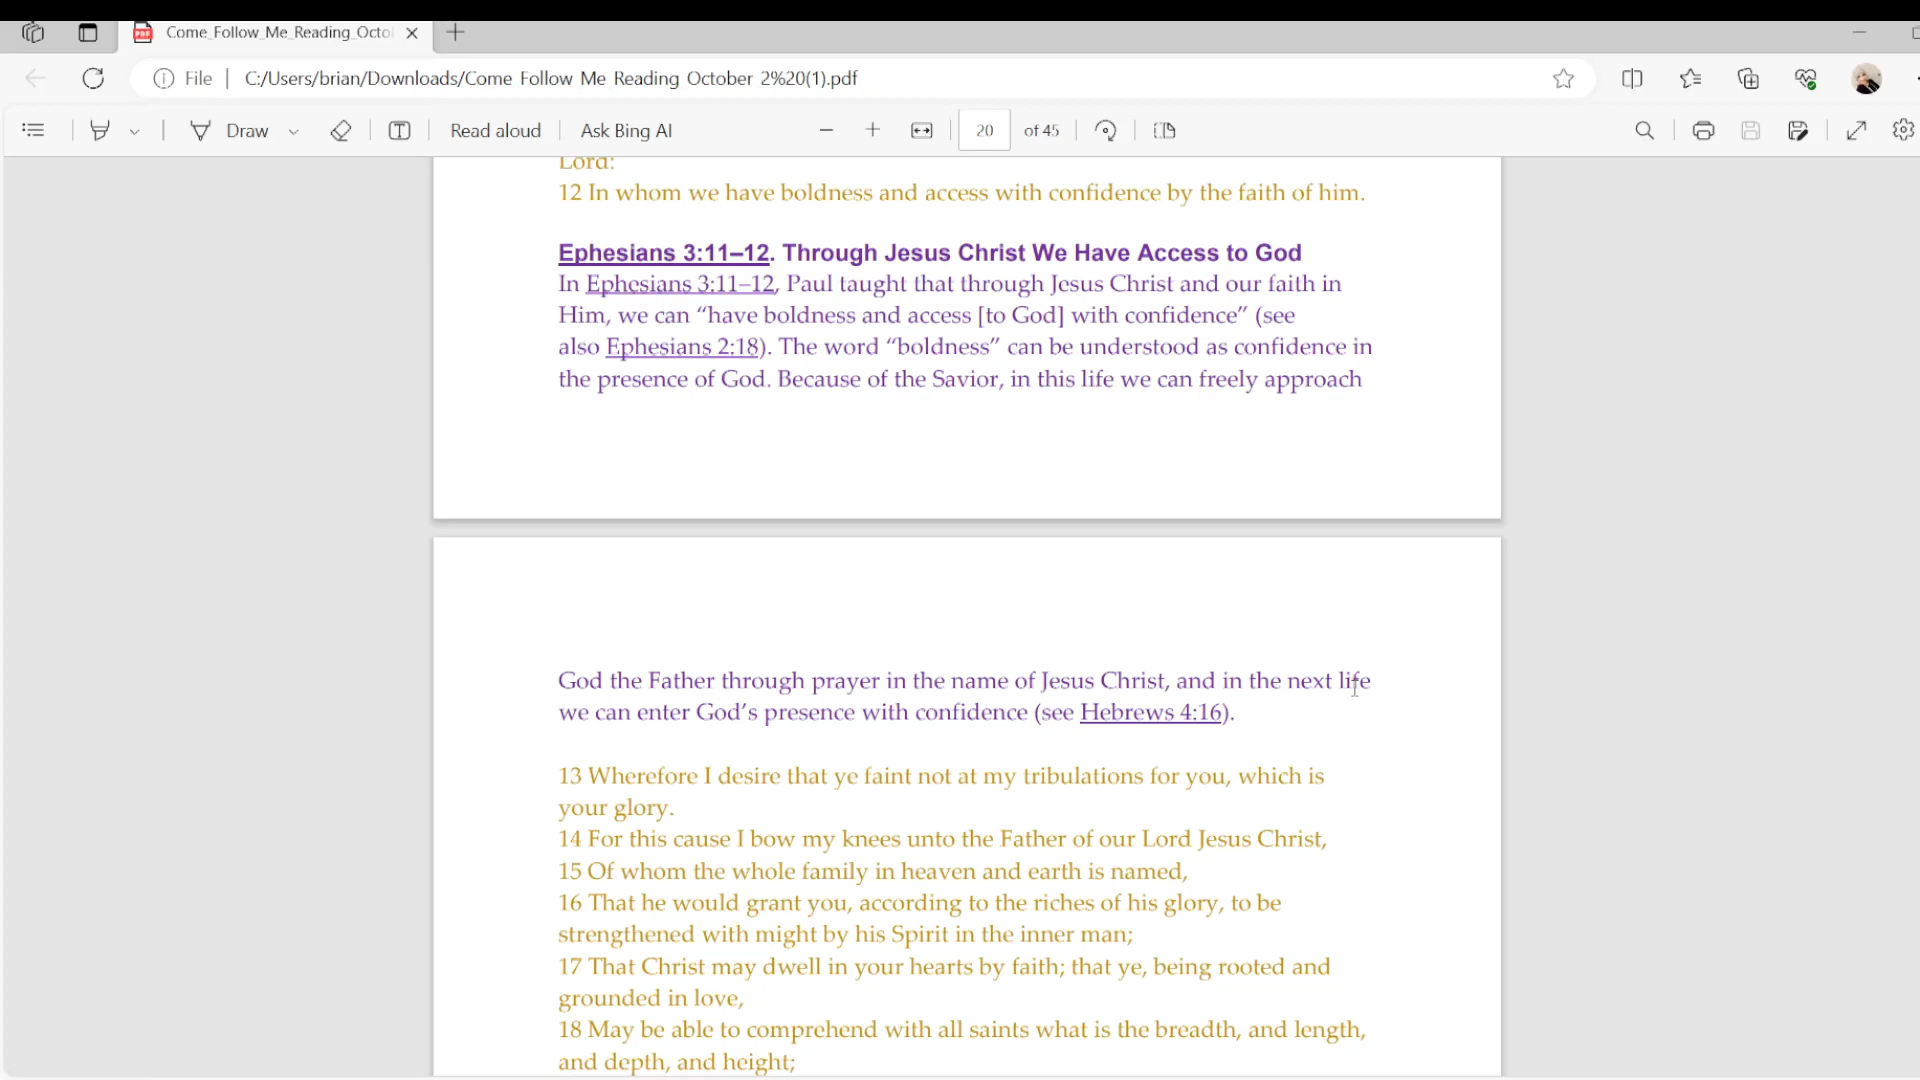 Come_Follow_Me_Reading_Octo
File
C:/Users/brian/Downloads/Come Follow Me Reading October 2%20(1).pdf
Draw
Read aloud
Ask Bing AI
20 of 45
Lord:
12 In whom we have boldness and access with confidence by the faith of him.
Ephesians 3:11–12. Through Jesus Christ We Have Access to God
In Ephesians 3:11–12, Paul taught that through Jesus Christ and our faith in
Him, we can “have boldness and access [to God] with confidence” (see
also Ephesians 2:18). The word “boldness” can be understood as confidence in
the presence of God. Because of the Savior, in this life we can freely approach
God the Father through prayer in the name of Jesus Christ, and in the next life
we can enter God’s presence with confidence (see Hebrews 4:16).
13 Wherefore I desire that ye faint not at my tribulations for you, which is
your glory.
14 For this cause I bow my knees unto the Father of our Lord Jesus Christ,
15 Of whom the whole family in heaven and earth is named,
16 That he would grant you, according to the riches of his glory, to be
strengthened with might by his Spirit in the inner man;
17 That Christ may dwell in your hearts by faith; that ye, being rooted and
grounded in love,
18 May be able to comprehend with all saints what is the breadth, and length,
and depth, and height;